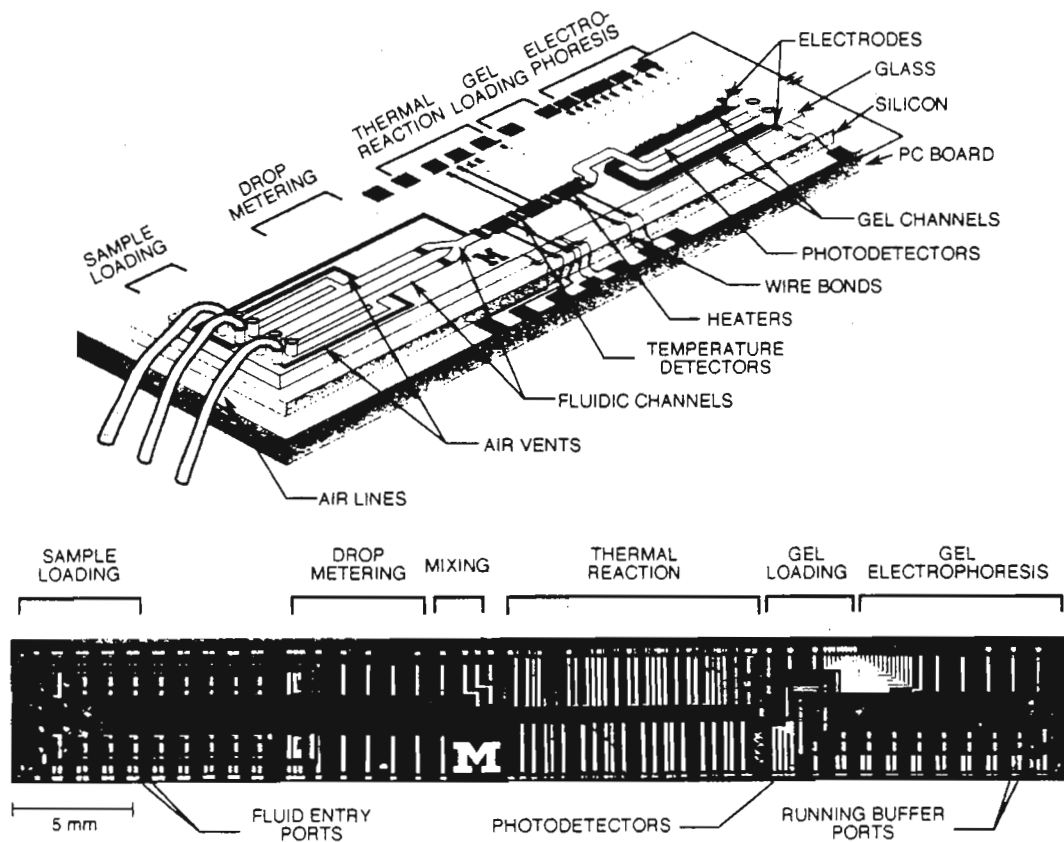 SAMPLE
LOADING
DROP
METERING
THERMAL
REACTION
GEL
LOADING
ELECTRO-
PHORESIS
ELECTRODES
GLASS
SILICON
PC BOARD
GEL CHANNELS
PHOTODETECTORS
WIRE BONDS
HEATERS
TEMPERATURE
DETECTORS
FLUIDIC CHANNELS
AIR VENTS
AIR LINES
M
SAMPLE
LOADING
DROP
METERING
MIXING
THERMAL
REACTION
GEL
LOADING
GEL
ELECTROPHORESIS
M
5 mm
FLUID ENTRY
PORTS
PHOTODETECTORS
RUNNING BUFFER
PORTS